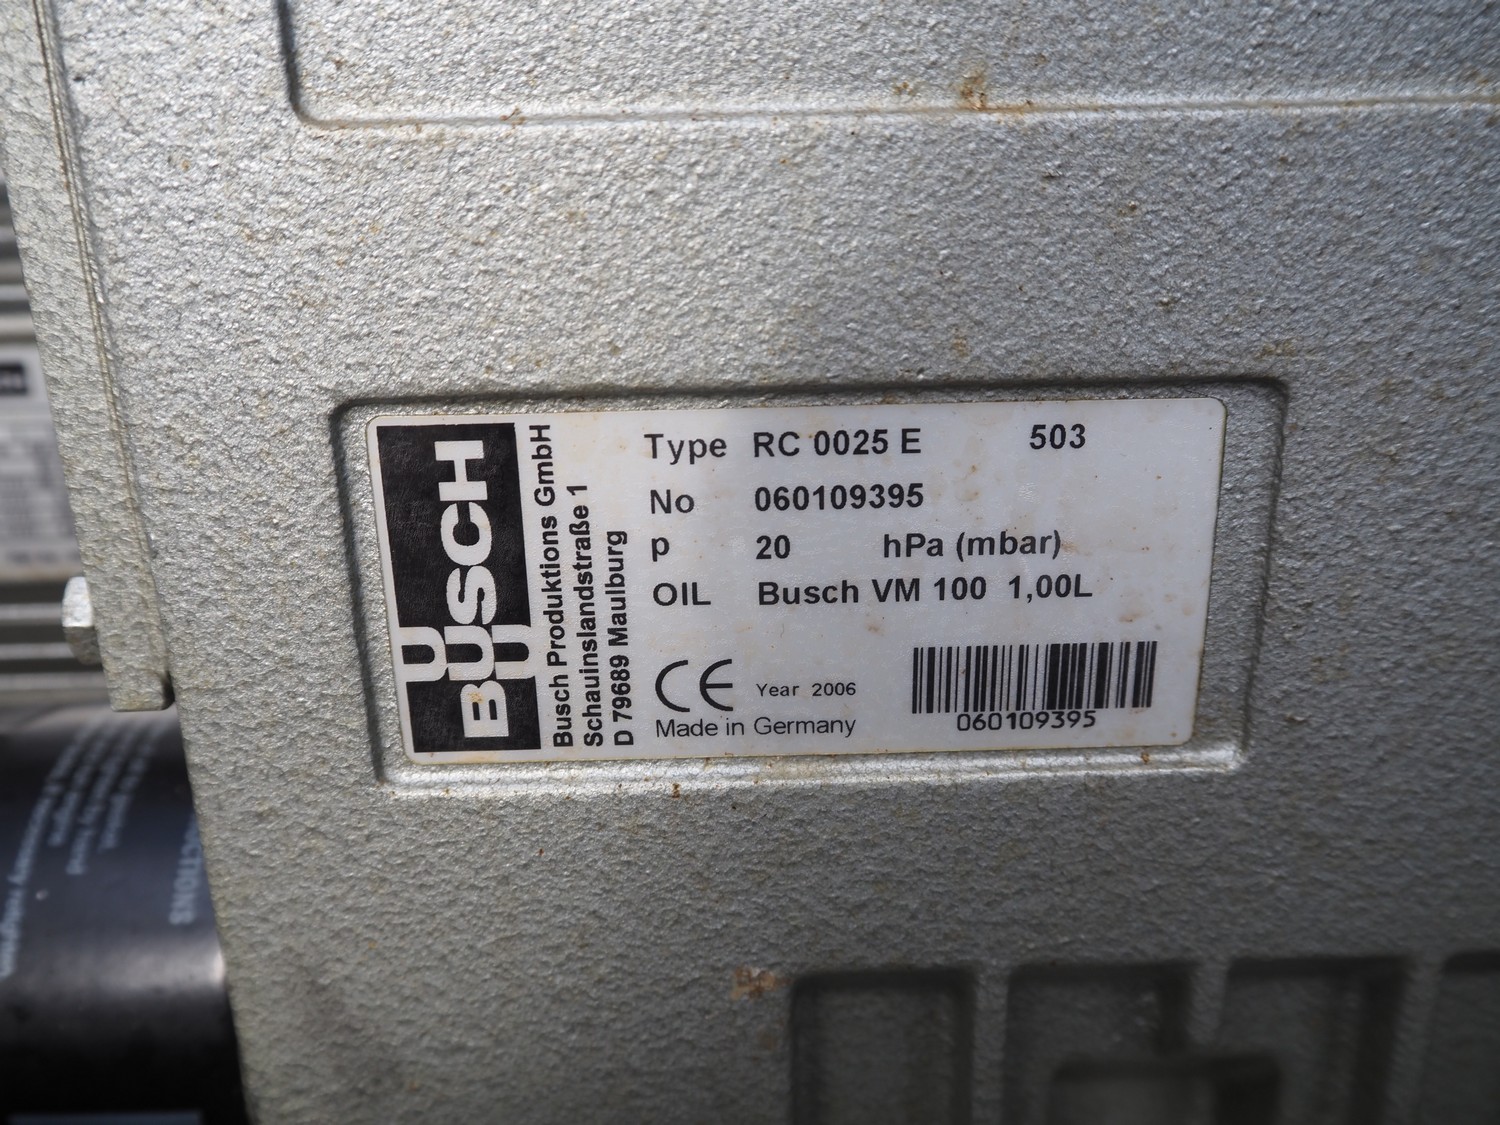 BUSCH
Busch Produktions GmbH
Schauinslandstraße 1
D 79689 Maulburg
Type RC 0025 E 503
No 060109395
p 20 hPa (mbar)
OIL Busch VM 100 1,00L
CE Year 2006
Made in Germany
060109395